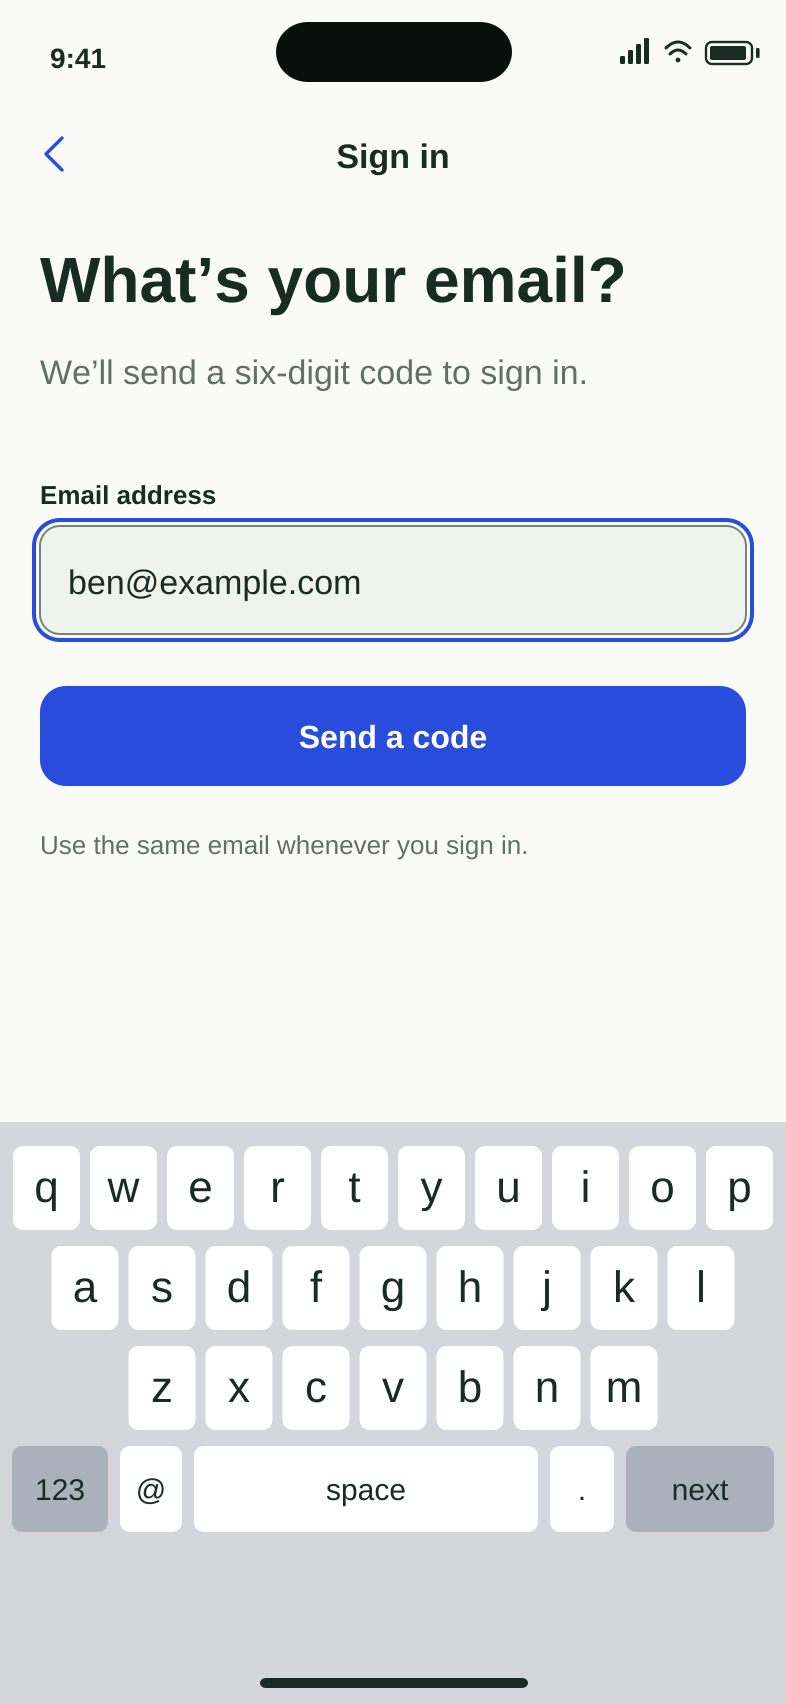 9:41
Sign in
What’s your email?
We’ll send a six-digit code to sign in.
Email address
ben@example.com
Send a code
Use the same email whenever you sign in.
q w e r t y u i o p
a s d f g h j k l
z x c v b n m
123 @ space . next